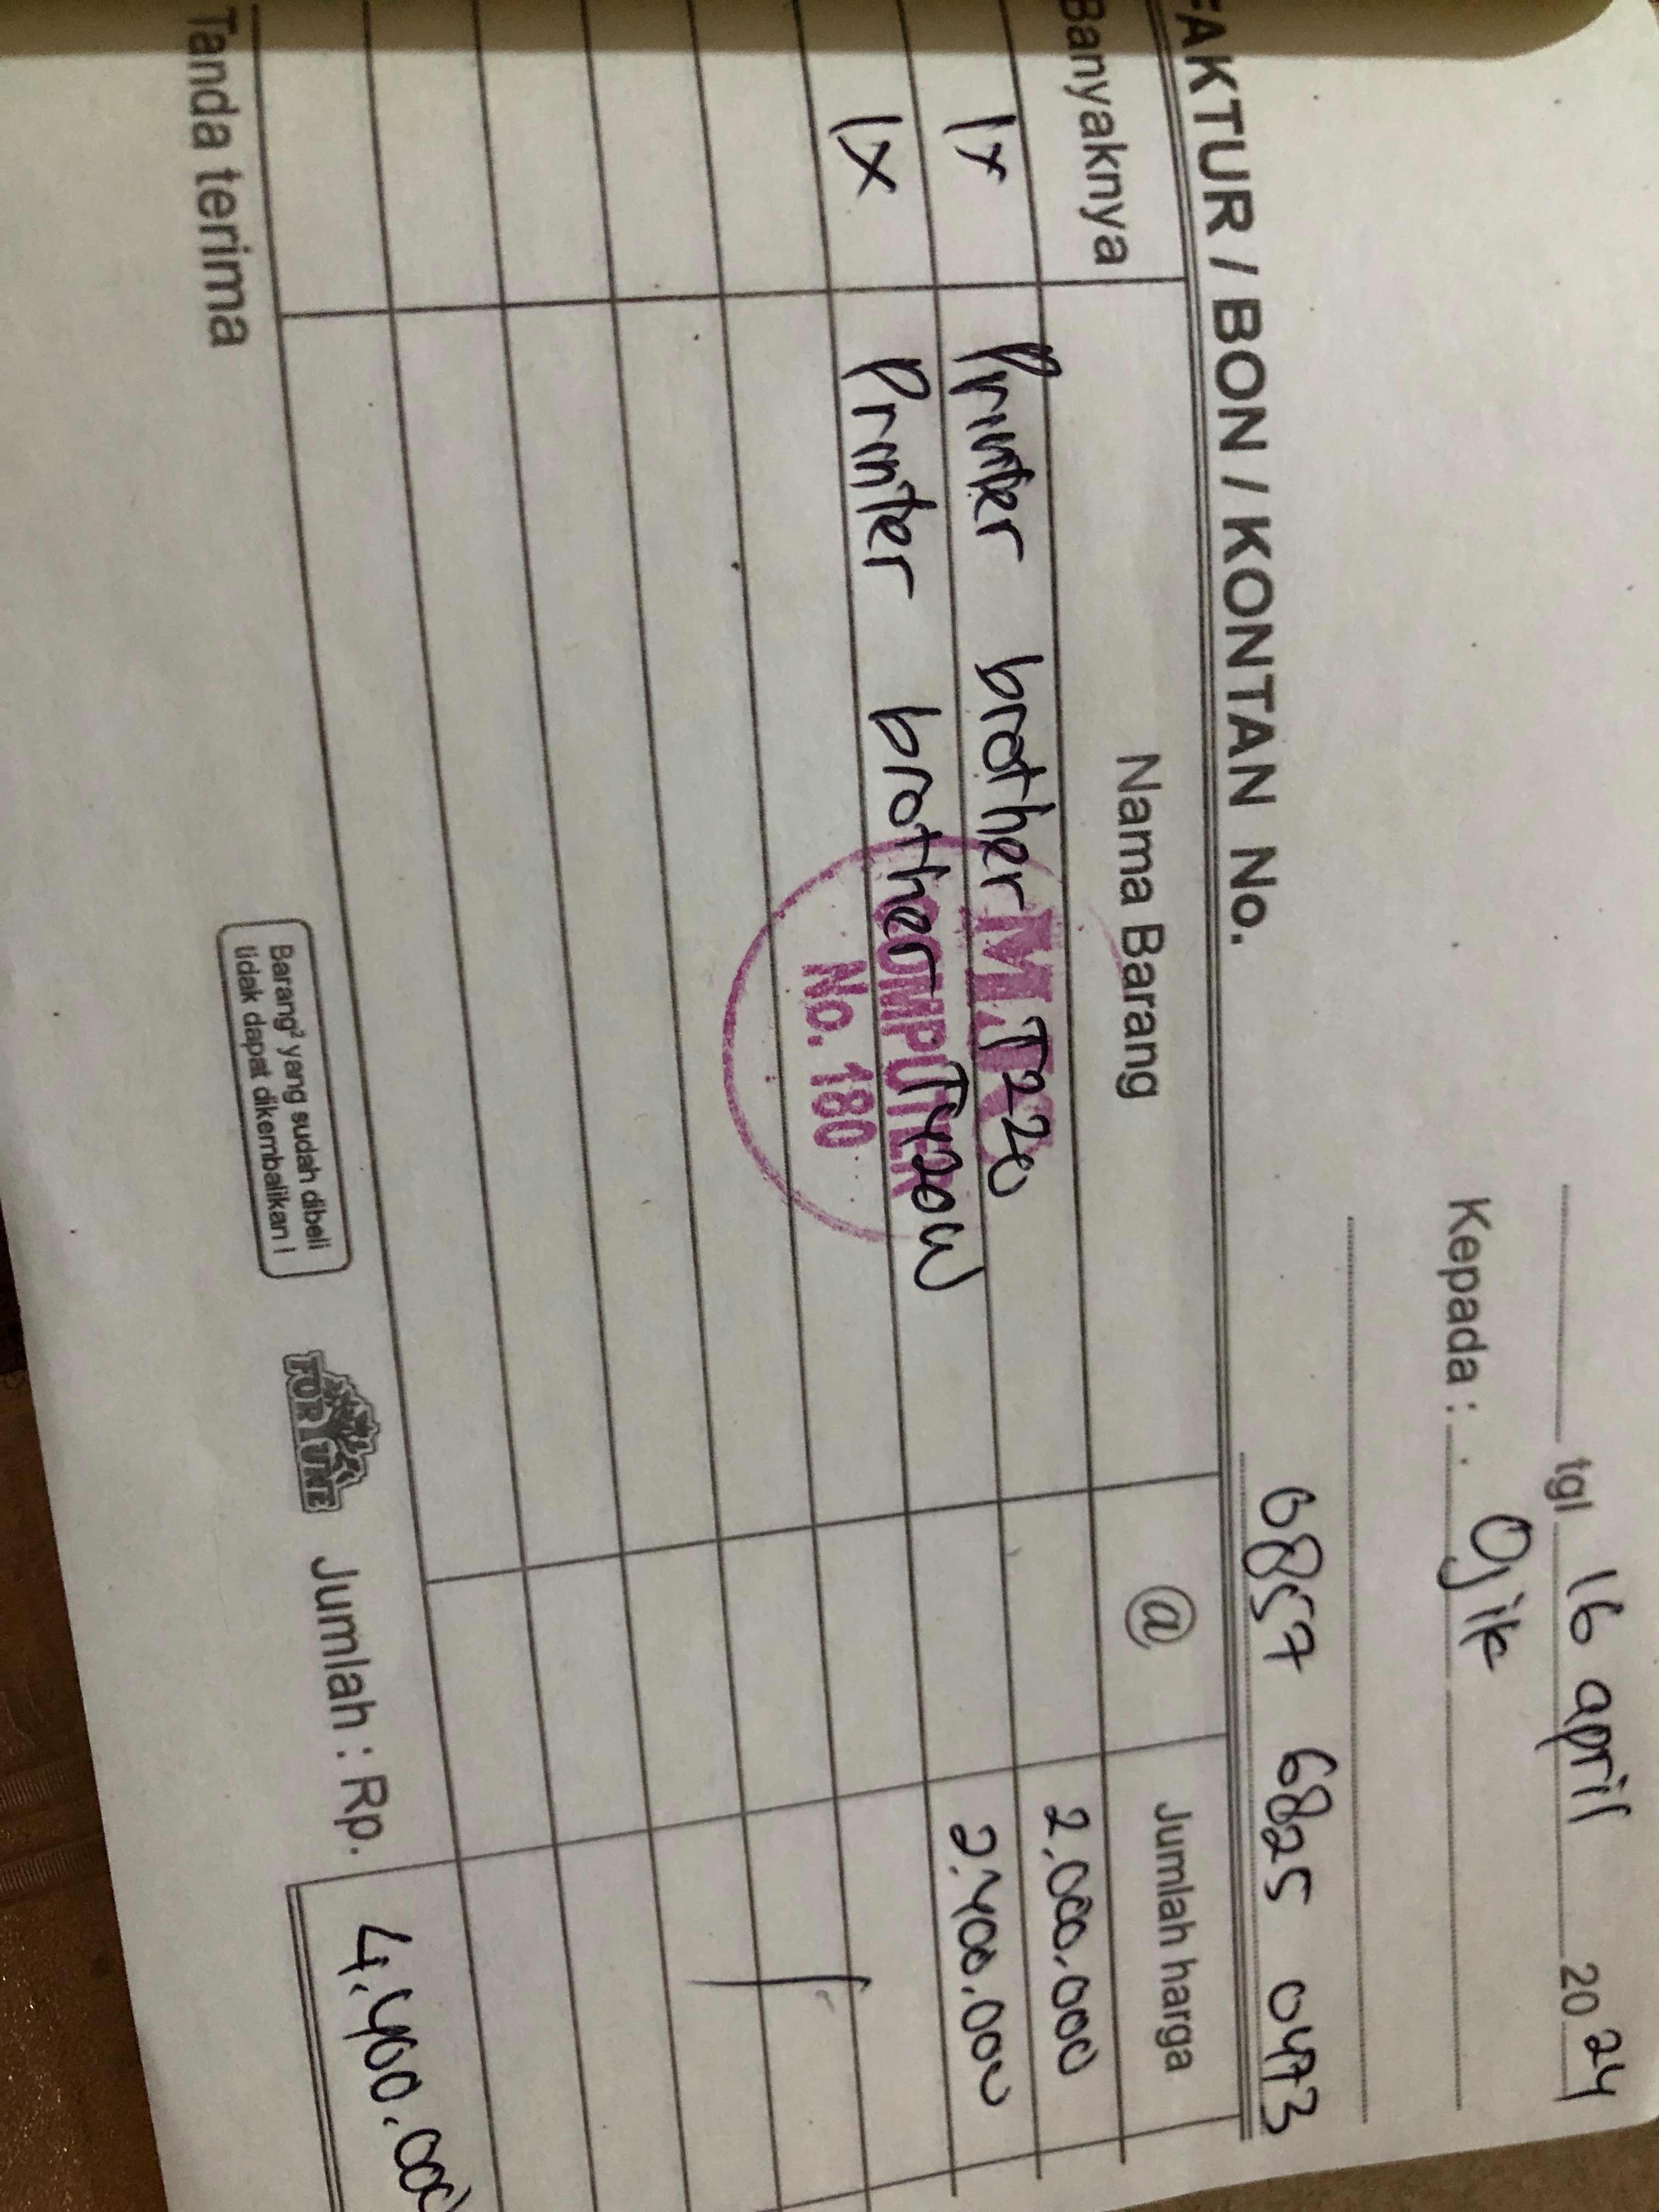 tgl 16 april 2024
Kepada : Ojik
0857 6825 0473
FAKTUR / BON / KONTAN No.
Banyaknya Nama Barang @ Jumlah harga
1x Printer brother T220 2.000.000
1x Printer brother T420W 2.400.000
COMPUTER
No. 180
Tanda terima
Barang² yang sudah dibeli
tidak dapat dikembalikan !
FORTUNE
Jumlah : Rp. 4.400.000